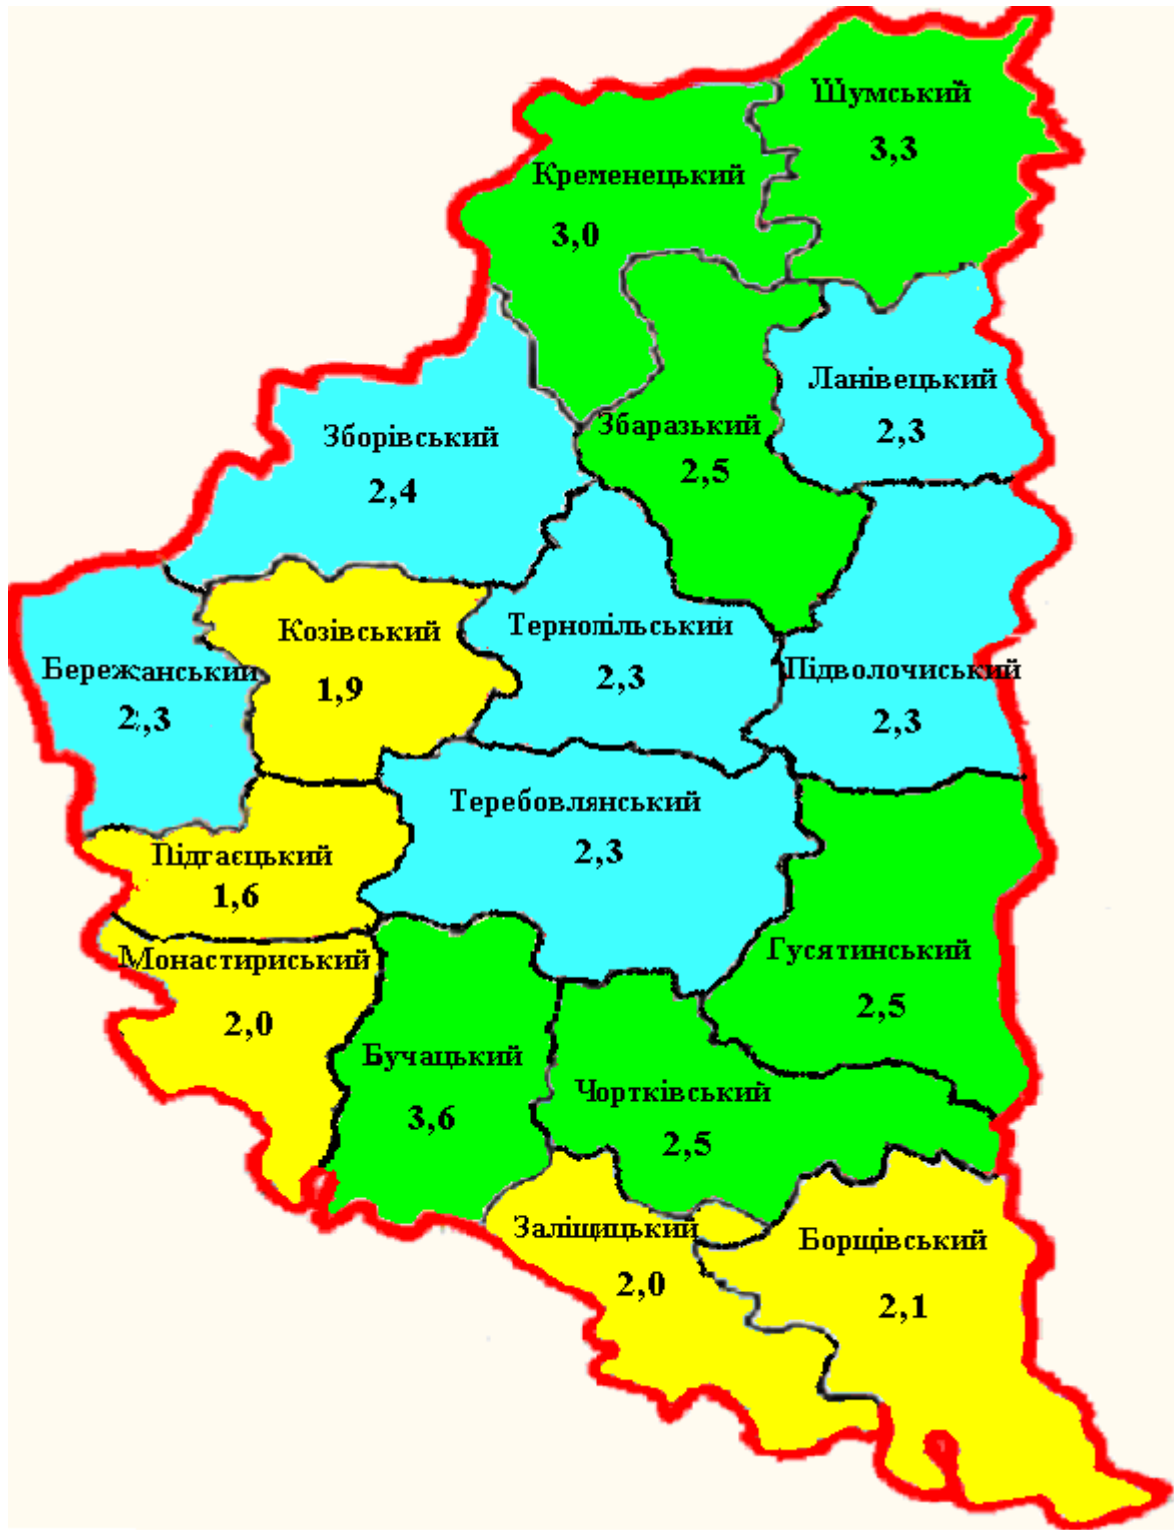 Шумський
3,3
Кременецький
3,0
Ланівецький
2,3
Збаразький
2,5
Зборівський
2,4
Козівський
1,9
Тернопільський
2,3
Бережанський
2,3
Підволочиський
2,3
Теребовлянський
2,3
Підгаєцький
1,6
Монастириський
2,0
Гусятинський
2,5
Бучацький
3,6
Чортківський
2,5
Заліщицький
2,0
Борщівський
2,1